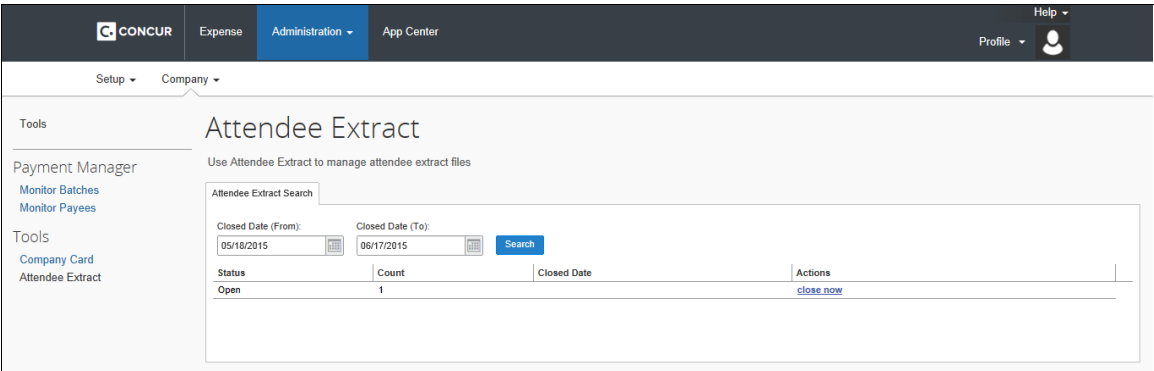 Help
C. CONCUR Expense Administration App Center
Profile
Setup Company
Tools
Attendee Extract
Use Attendee Extract to manage attendee extract files
Payment Manager
Monitor Batches
Monitor Payees
Tools
Company Card
Attendee Extract
Attendee Extract Search
Closed Date (From): Closed Date (To):
05/18/2015 06/17/2015 Search
Status Count Closed Date Actions
Open 1 close now